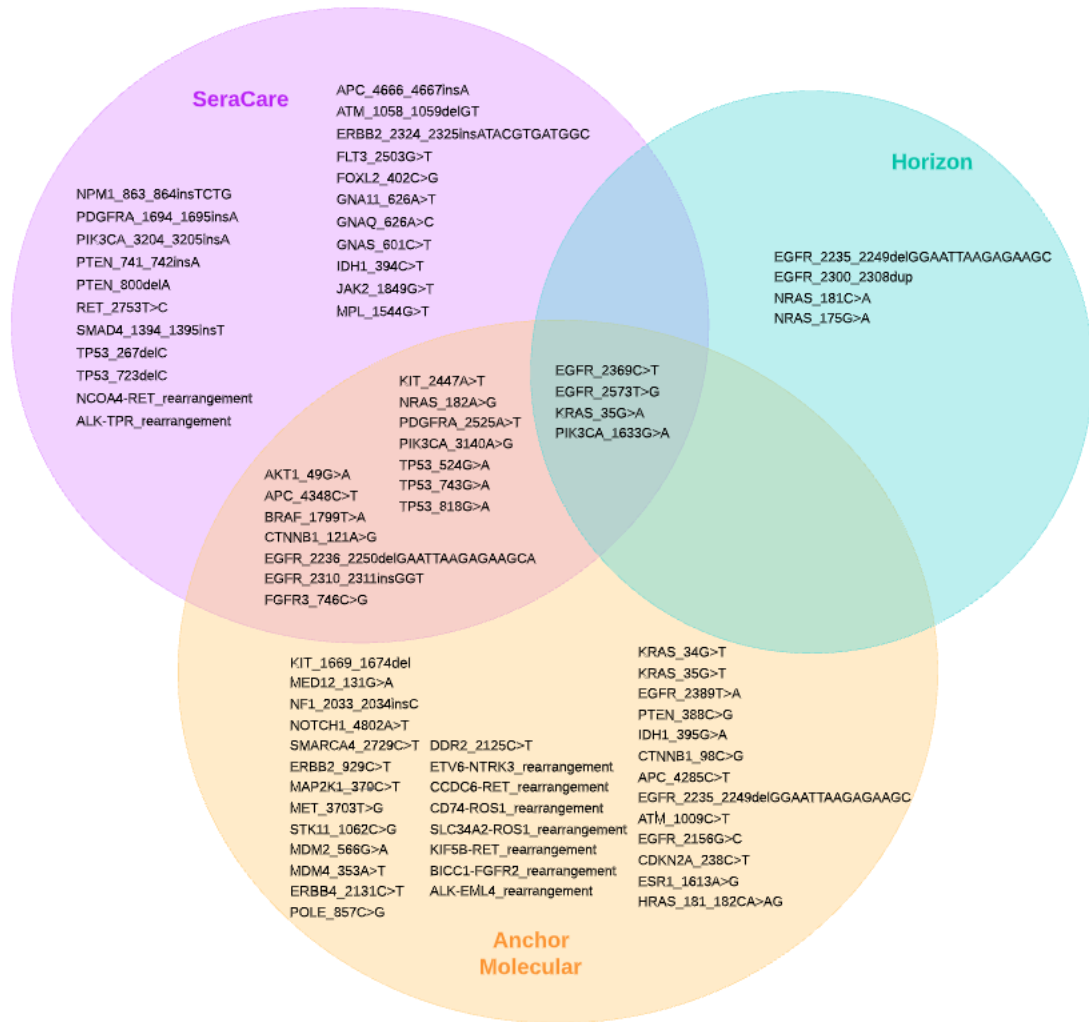 SeraCare
APC_4666_4667insA
ATM_1058_1059delGT
ERBB2_2324_2325insATACGTGATGGC
FLT3_2503G>T
FOXL2_402C>G
GNA11_626A>T
GNAQ_626A>C
GNAS_601C>T
IDH1_394C>T
JAK2_1849G>T
MPL_1544G>T
NPM1_863_864insTCTG
PDGFRA_1694_1695insA
PIK3CA_3204_3205insA
PTEN_741_742insA
PTEN_800delA
RET_2753T>C
SMAD4_1394_1395insT
TP53_267delC
TP53_723delC
NCOA4-RET_rearrangement
ALK-TPR_rearrangement
Horizon
EGFR_2235_2249delGGAATTAAGAGAAGC
EGFR_2300_2308dup
NRAS_181C>A
NRAS_175G>A
EGFR_2369C>T
EGFR_2573T>G
KRAS_35G>A
PIK3CA_1633G>A
KIT_2447A>T
NRAS_182A>G
PDGFRA_2525A>T
PIK3CA_3140A>G
TP53_524G>A
TP53_743G>A
TP53_818G>A
AKT1_49G>A
APC_4348C>T
BRAF_1799T>A
CTNNB1_121A>G
EGFR_2236_2250delGAATTAAGAGAAGCA
EGFR_2310_2311insGGT
FGFR3_746C>G
KIT_1669_1674del
MED12_131G>A
NF1_2033_2034insC
NOTCH1_4802A>T
SMARCA4_2729C>T
ERBB2_929C>T
MAP2K1_379C>T
MET_3703T>G
STK11_1062C>G
MDM2_566G>A
MDM4_353A>T
ERBB4_2131C>T
POLE_857C>G
DDR2_2125C>T
ETV6-NTRK3_rearrangement
CCDC6-RET_rearrangement
CD74-ROS1_rearrangement
SLC34A2-ROS1_rearrangement
KIF5B-RET_rearrangement
BICC1-FGFR2_rearrangement
ALK-EML4_rearrangement
KRAS_34G>T
KRAS_35G>T
EGFR_2389T>A
PTEN_388C>G
IDH1_395G>A
CTNNB1_98C>G
APC_4285C>T
EGFR_2235_2249delGGAATTAAGAGAAGC
ATM_1009C>T
EGFR_2156G>C
CDKN2A_238C>T
ESR1_1613A>G
HRAS_181_182CA>AG
Anchor
Molecular